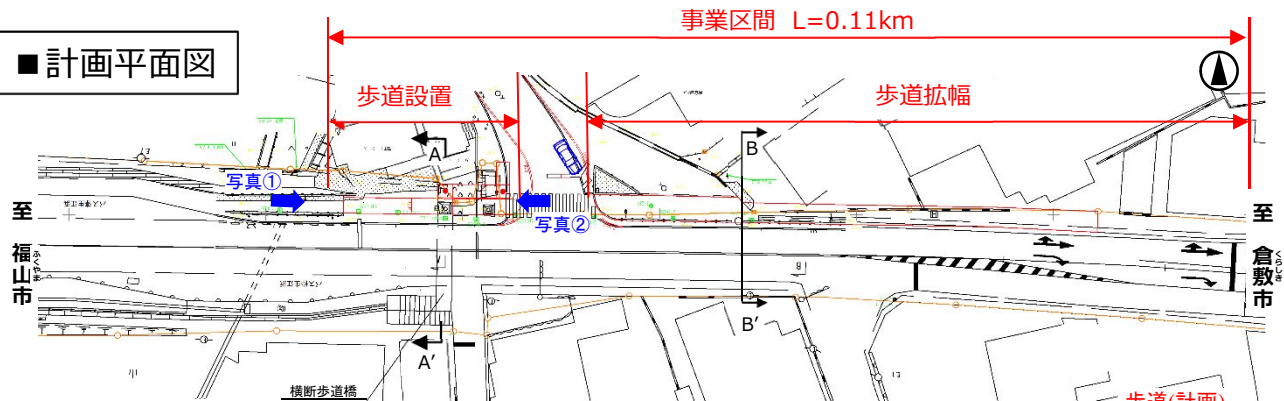 事業区間 L=0.11km
■計画平面図
歩道設置
歩道拡幅
A
B
写真①
写真②
至 福山市
ふくやま
至 倉敷市
くらしき
A'
B'
横断歩道橋
歩道(計画)